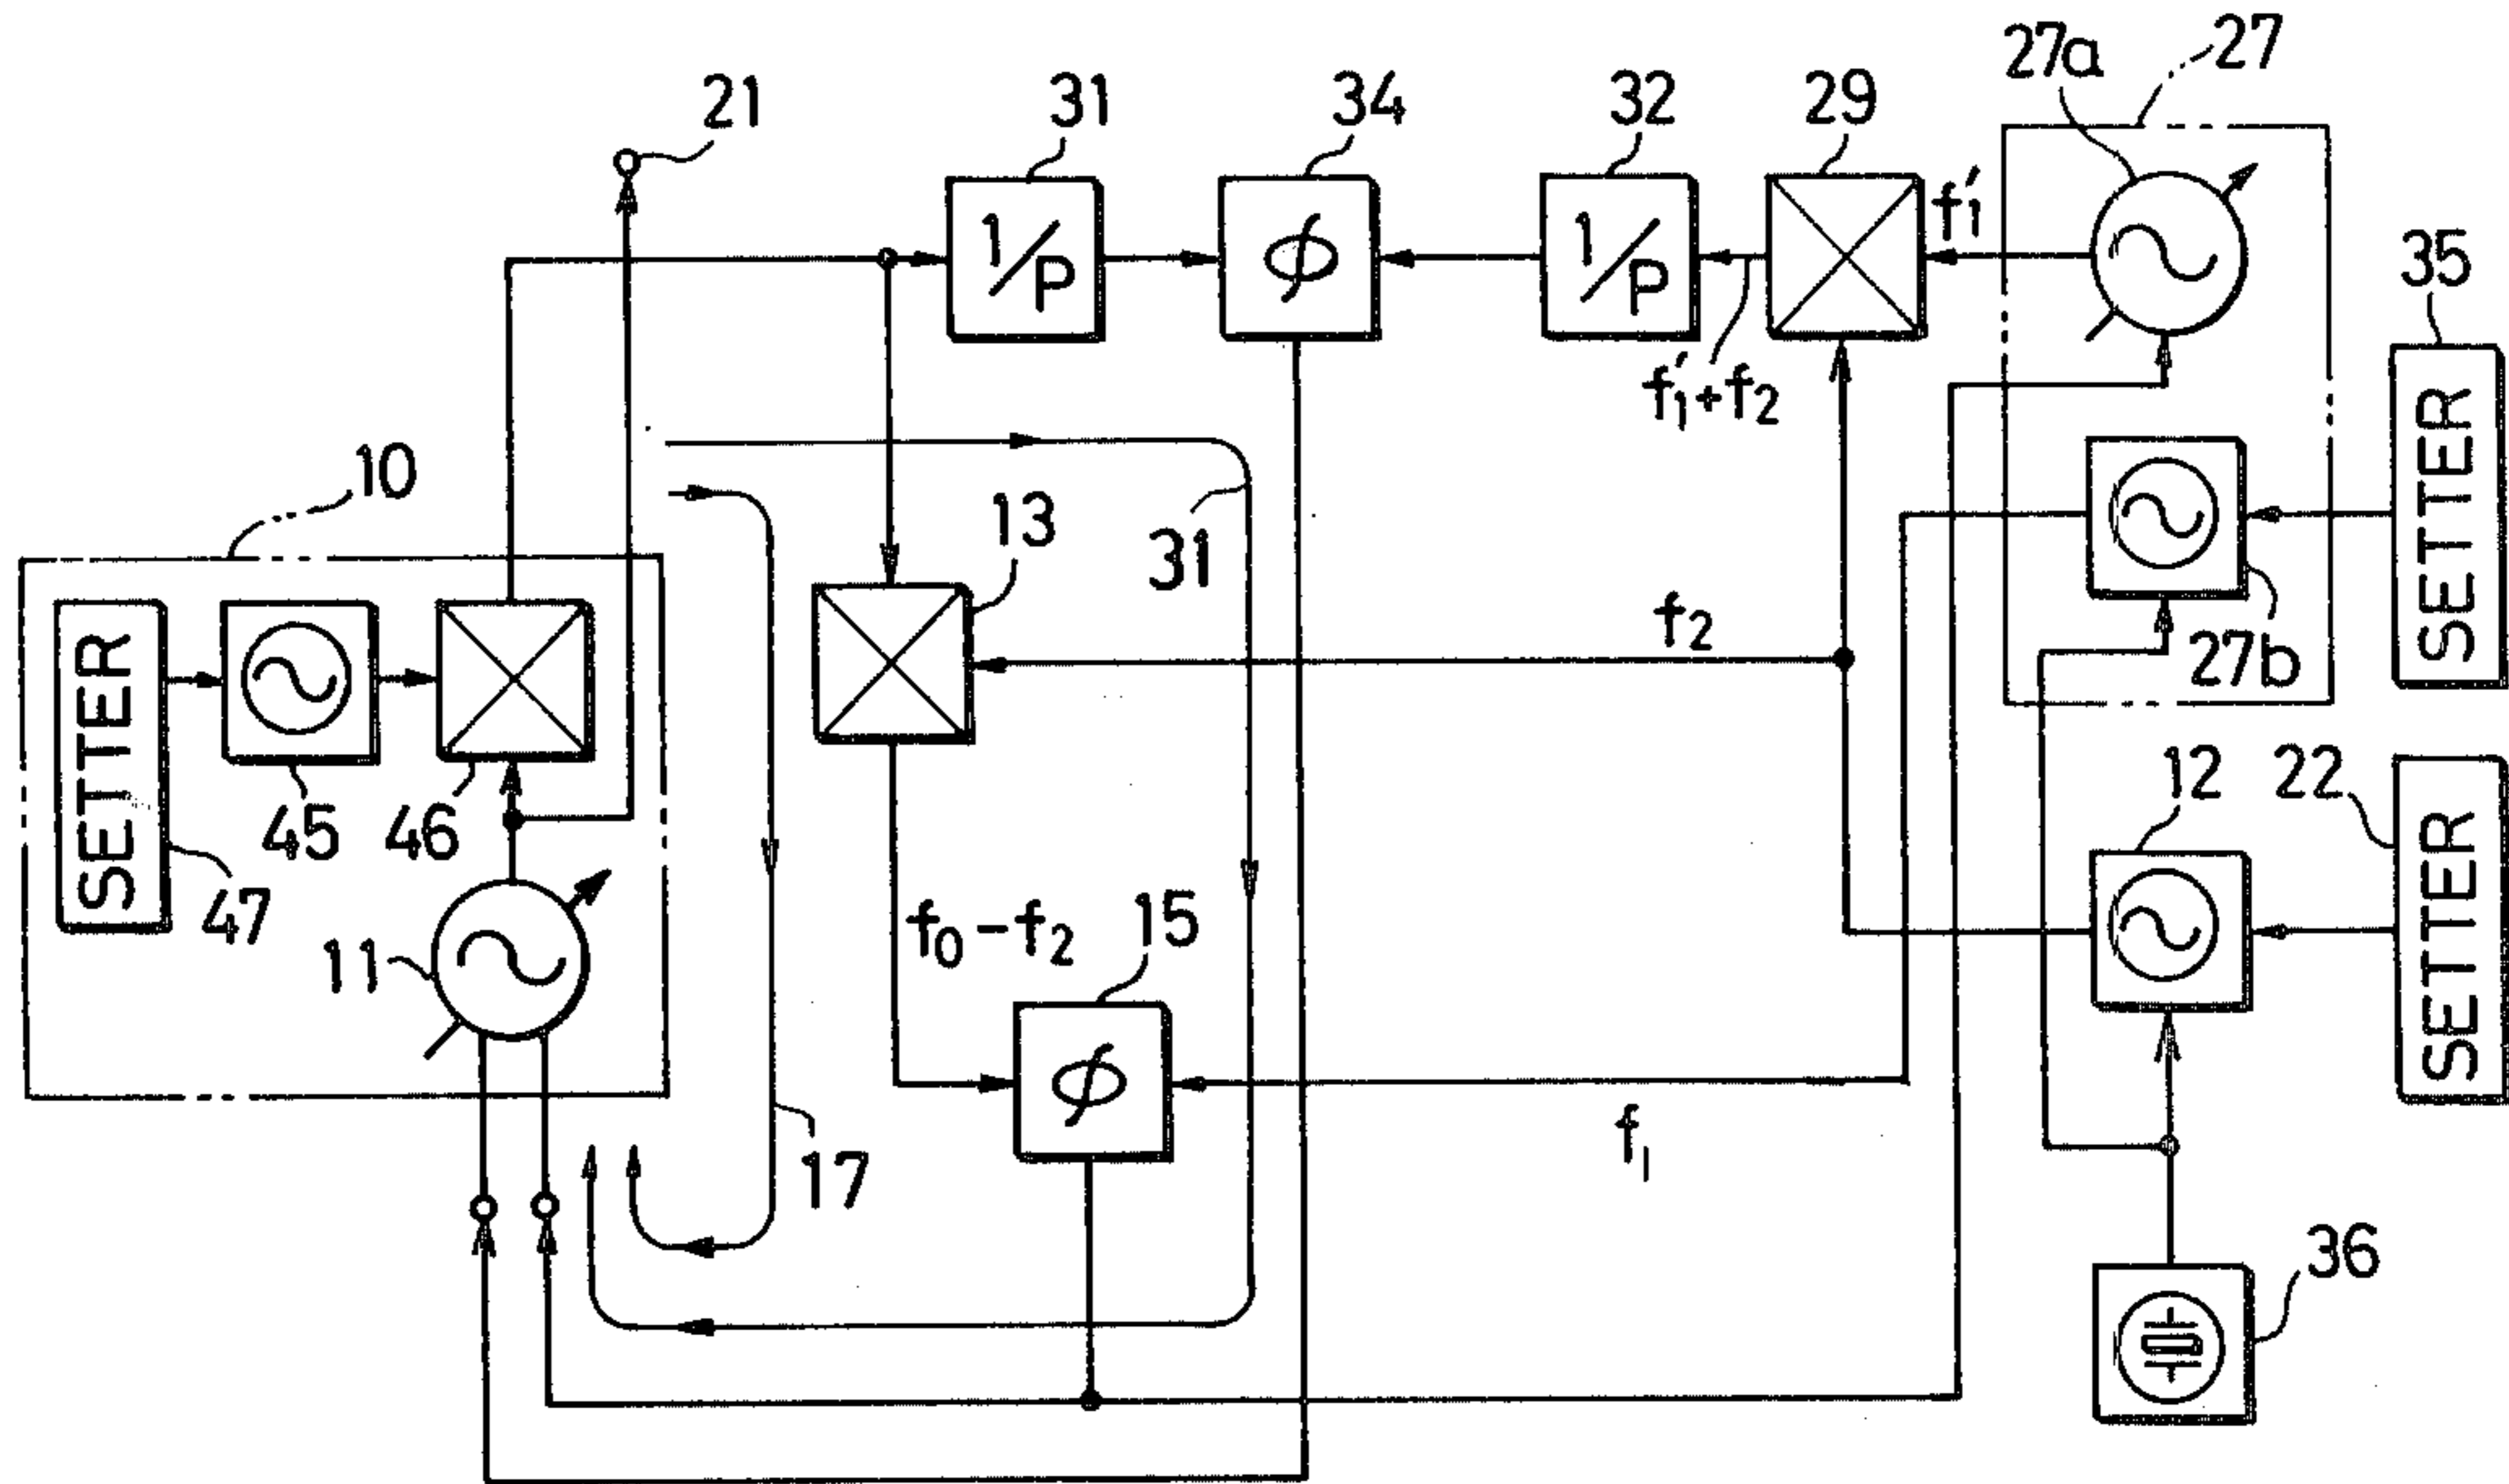 21
31
34
32
29
27a
27
1/P
ϕ
1/P
f₁'
35
SETTER
f₁'+f₂
10
13
31
f₂
27b
SETTER
47
45
46
11
f₀-f₂
15
12
22
SETTER
ϕ
f₁
17
36